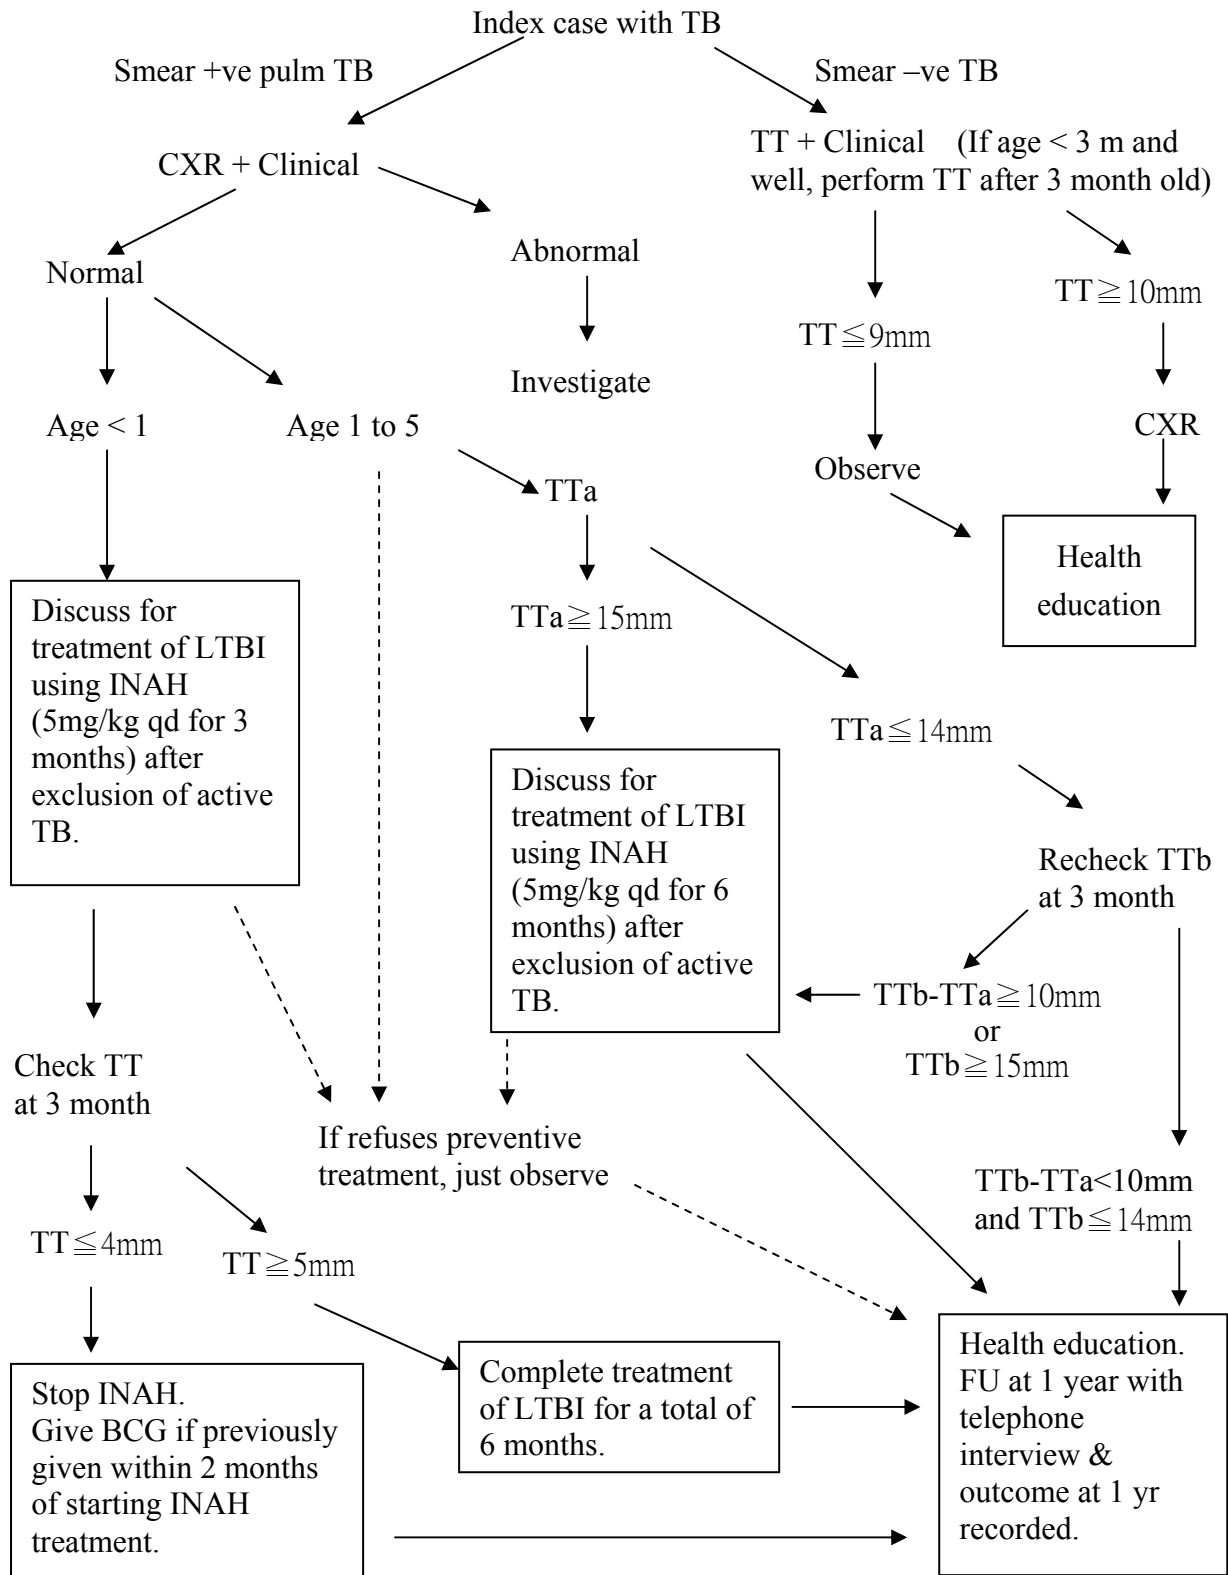 Index case with TB
Smear +ve pulm TB
Smear –ve TB
CXR + Clinical
TT + Clinical (If age < 3 m and
well, perform TT after 3 month old)
Normal
Abnormal
TT≧10mm
TT≦9mm
Investigate
Age < 1
Age 1 to 5
CXR
Observe
TTa
Health
education
Discuss for
treatment of LTBI
using INAH
(5mg/kg qd for 3
months) after
exclusion of active
TB.
TTa≧15mm
TTa≦14mm
Discuss for
treatment of LTBI
using INAH
(5mg/kg qd for 6
months) after
exclusion of active
TB.
Recheck TTb
at 3 month
TTb-TTa≧10mm
or
TTb≧15mm
Check TT
at 3 month
If refuses preventive
treatment, just observe
TTb-TTa<10mm
and TTb≦14mm
TT≦4mm
TT≧5mm
Stop INAH.
Give BCG if previously
given within 2 months
of starting INAH
treatment.
Complete treatment
of LTBI for a total of
6 months.
Health education.
FU at 1 year with
telephone
interview &
outcome at 1 yr
recorded.